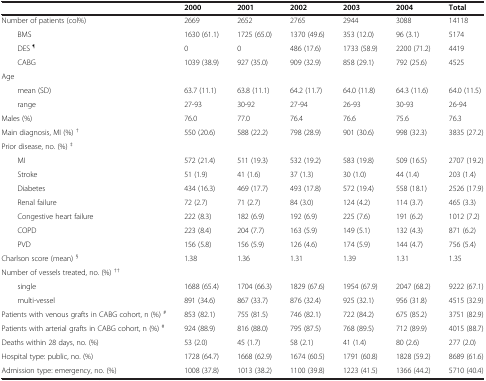 2000 2001 2002 2003 2004 Total
Number of patients (col%) 2669 2652 2765 2944 3088 14118
BMS 1630 (61.1) 1725 (65.0) 1370 (49.6) 353 (12.0) 96 (3.1) 5174
DES ¶ 0 0 486 (17.6) 1733 (58.9) 2200 (71.2) 4419
CABG 1039 (38.9) 927 (35.0) 909 (32.9) 858 (29.1) 792 (25.6) 4525
Age
mean (SD) 63.7 (11.1) 63.8 (11.1) 64.2 (11.7) 64.0 (11.8) 64.3 (11.6) 64.0 (11.5)
range 27-93 30-92 27-94 26-93 30-93 26-94
Males (%) 76.0 77.0 76.4 76.6 75.6 76.3
Main diagnosis, MI (%) † 550 (20.6) 588 (22.2) 798 (28.9) 901 (30.6) 998 (32.3) 3835 (27.2)
Prior disease, no. (%) ‡
MI 572 (21.4) 511 (19.3) 532 (19.2) 583 (19.8) 509 (16.5) 2707 (19.2)
Stroke 51 (1.9) 41 (1.6) 37 (1.3) 30 (1.0) 44 (1.4) 203 (1.4)
Diabetes 434 (16.3) 469 (17.7) 493 (17.8) 572 (19.4) 558 (18.1) 2526 (17.9)
Renal failure 72 (2.7) 71 (2.7) 84 (3.0) 124 (4.2) 114 (3.7) 465 (3.3)
Congestive heart failure 222 (8.3) 182 (6.9) 192 (6.9) 225 (7.6) 191 (6.2) 1012 (7.2)
COPD 223 (8.4) 204 (7.7) 163 (5.9) 149 (5.1) 132 (4.3) 871 (6.2)
PVD 156 (5.8) 156 (5.9) 126 (4.6) 174 (5.9) 144 (4.7) 756 (5.4)
Charlson score (mean) § 1.38 1.36 1.31 1.39 1.31 1.35
Number of vessels treated, no. (%) ††
single 1688 (65.4) 1704 (66.3) 1829 (67.6) 1954 (67.9) 2047 (68.2) 9222 (67.1)
multi-vessel 891 (34.6) 867 (33.7) 876 (32.4) 925 (32.1) 956 (31.8) 4515 (32.9)
Patients with venous grafts in CABG cohort, n (%) # 853 (82.1) 755 (81.5) 746 (82.1) 722 (84.2) 675 (85.2) 3751 (82.9)
Patients with arterial grafts in CABG cohort, n (%) # 924 (88.9) 816 (88.0) 795 (87.5) 768 (89.5) 712 (89.9) 4015 (88.7)
Deaths within 28 days, no. (%) 53 (2.0) 45 (1.7) 58 (2.1) 41 (1.4) 80 (2.6) 277 (2.0)
Hospital type: public, no. (%) 1728 (64.7) 1668 (62.9) 1674 (60.5) 1791 (60.8) 1828 (59.2) 8689 (61.6)
Admission type: emergency, no. (%) 1008 (37.8) 1013 (38.2) 1100 (39.8) 1223 (41.5) 1366 (44.2) 5710 (40.4)